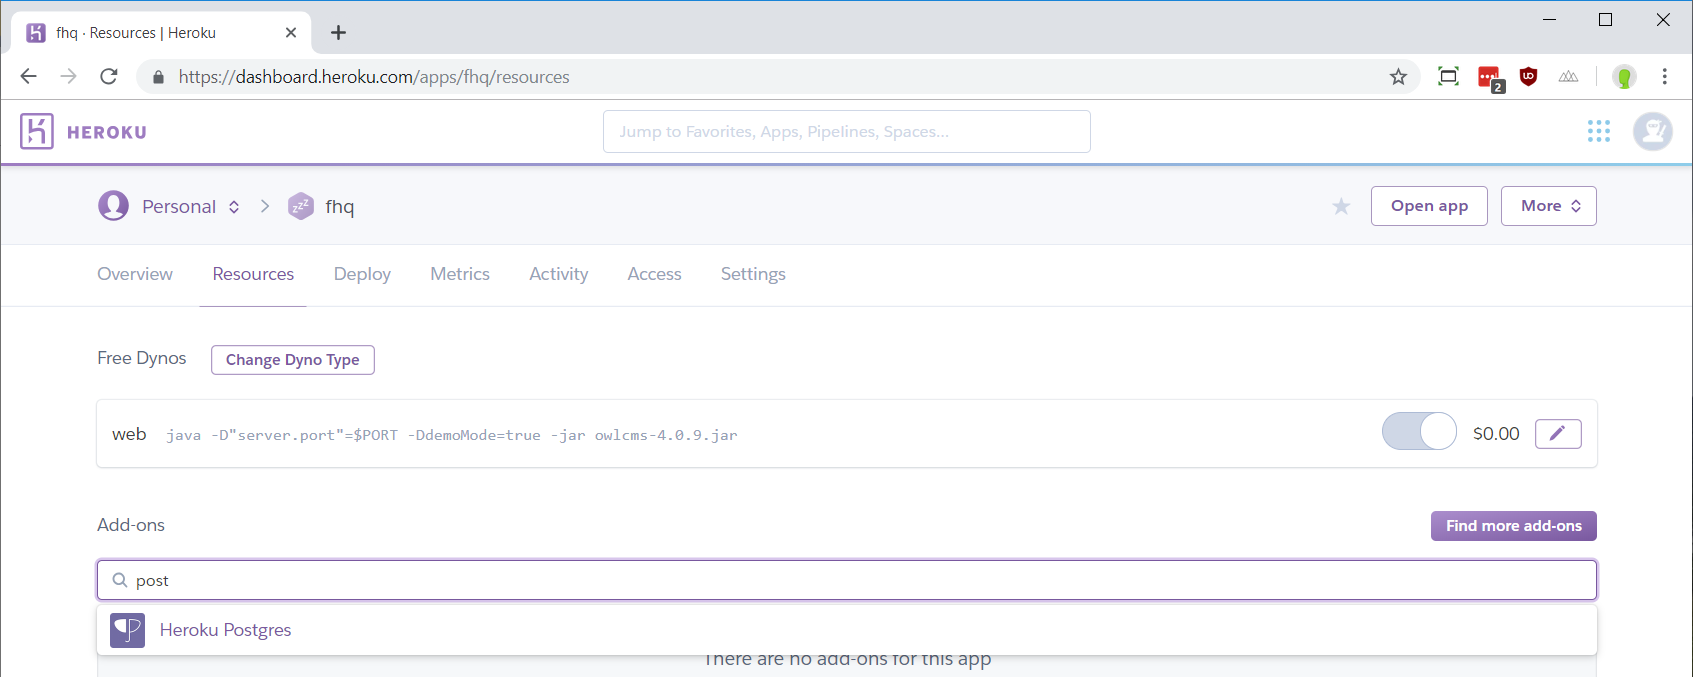 fhq · Resources | Heroku
https://dashboard.heroku.com/apps/fhq/resources
2
HEROKU
Jump to Favorites, Apps, Pipelines, Spaces...
Personal
zzz
fhq
Open app
More
Overview
Resources
Deploy
Metrics
Activity
Access
Settings
Free Dynos
Change Dyno Type
web java -D"server.port"=$PORT -DdemoMode=true -jar owlcms-4.0.9.jar
$0.00
Add-ons
Find more add-ons
post
Heroku Postgres
There are no add-ons for this app